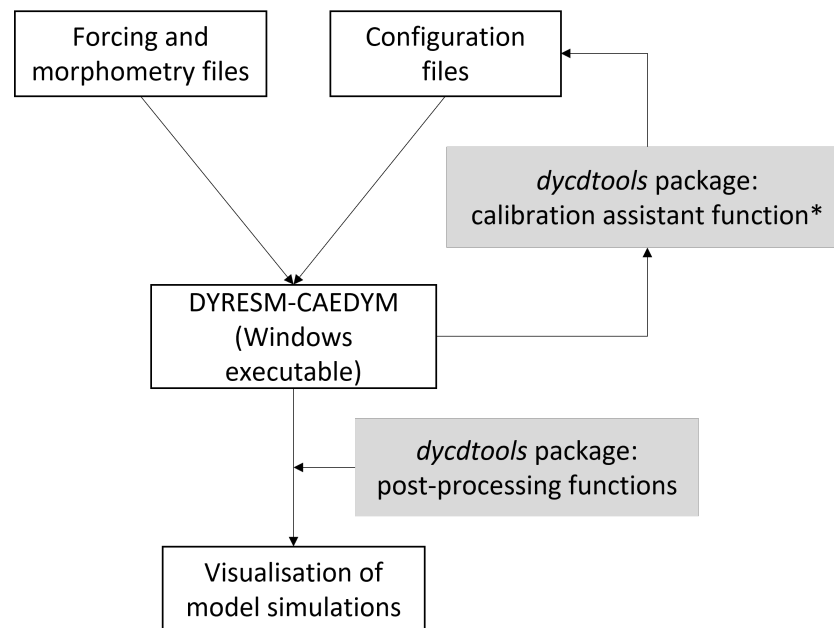 Forcing and
morphometry files
Configuration
files
dycdtools package:
calibration assistant function*
DYRESM-CAEDYM
(Windows
executable)
dycdtools package:
post-processing functions
Visualisation of
model simulations